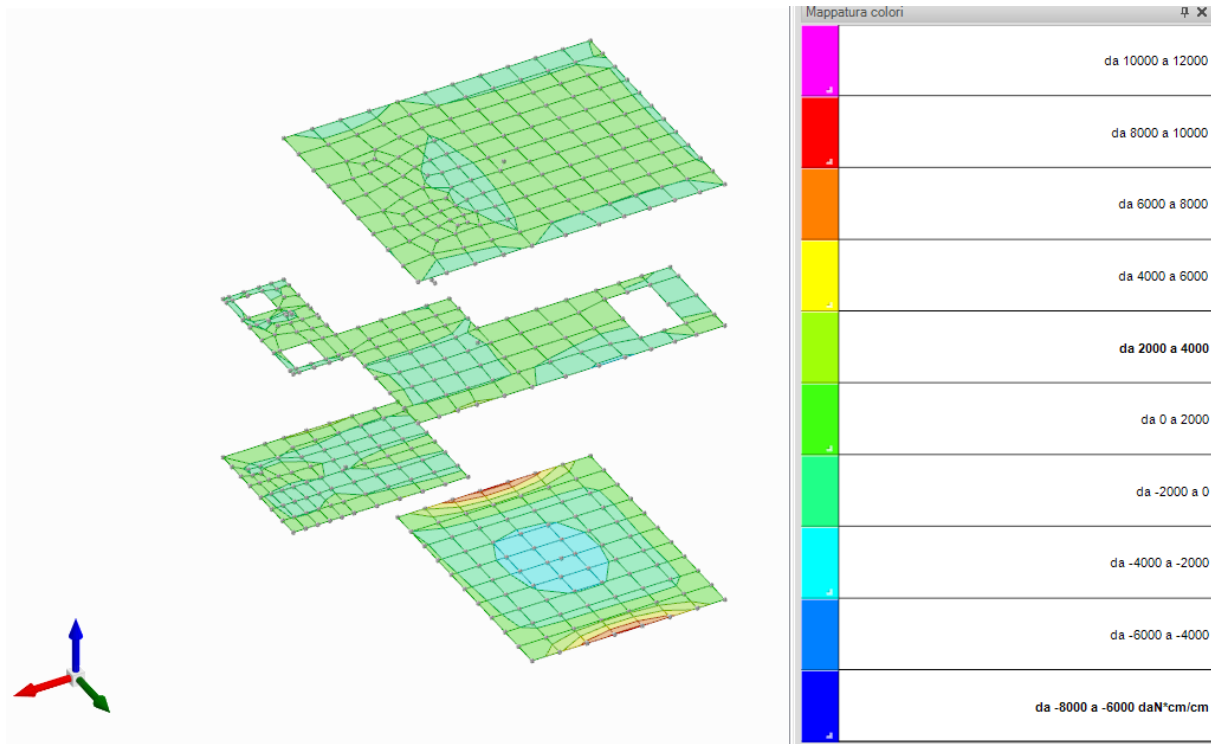 Mappatura colori
da 10000 a 12000
da 8000 a 10000
da 6000 a 8000
da 4000 a 6000
da 2000 a 4000
da 0 a 2000
da -2000 a 0
da -4000 a -2000
da -6000 a -4000
da -8000 a -6000 daN*cm/cm